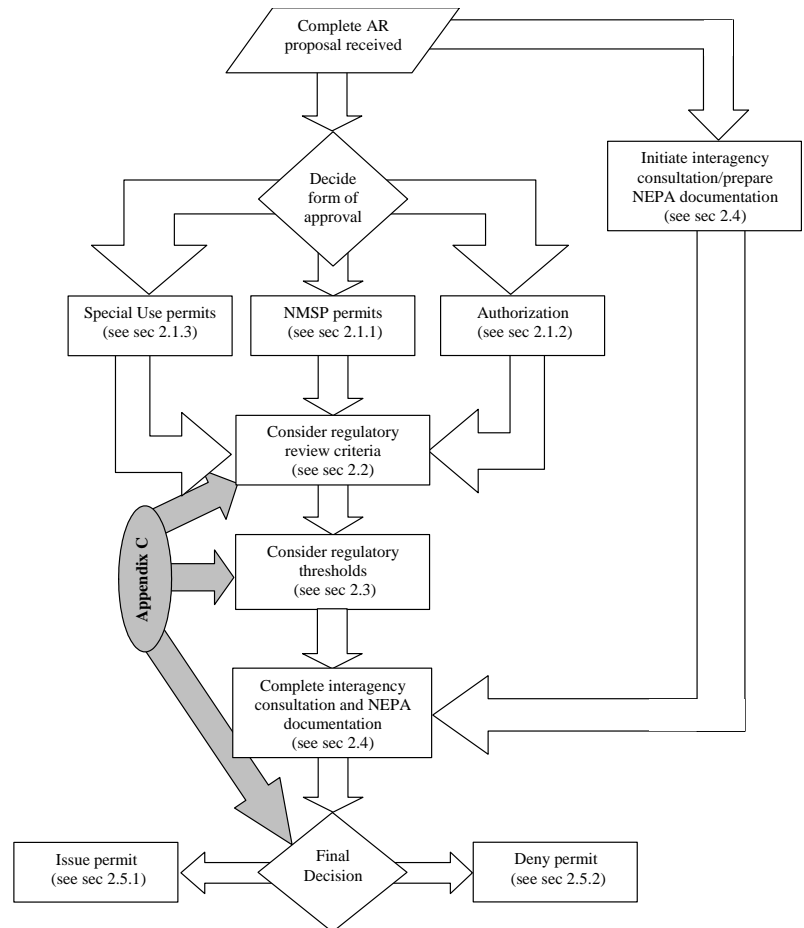 Complete AR
proposal received
Initiate interagency
consultation/prepare
NEPA documentation
(see sec 2.4)
Decide
form of
approval
Special Use permits
(see sec 2.1.3)
NMSP permits
(see sec 2.1.1)
Authorization
(see sec 2.1.2)
Consider regulatory
review criteria
(see sec 2.2)
Appendix C
Consider regulatory
thresholds
(see sec 2.3)
Complete interagency
consultation and NEPA
documentation
(see sec 2.4)
Issue permit
(see sec 2.5.1)
Final
Decision
Deny permit
(see sec 2.5.2)